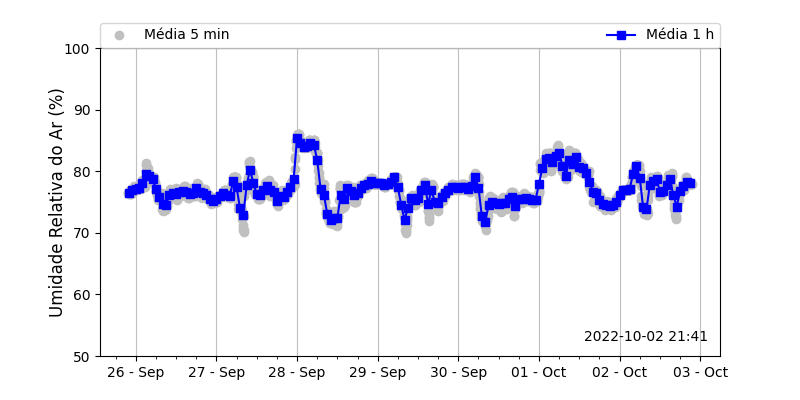 Média 5 min Média 1 h
Umidade Relativa do Ar (%)
100
90
80
70
60
50
2022-10-02 21:41
26 - Sep 27 - Sep 28 - Sep 29 - Sep 30 - Sep 01 - Oct 02 - Oct 03 - Oct